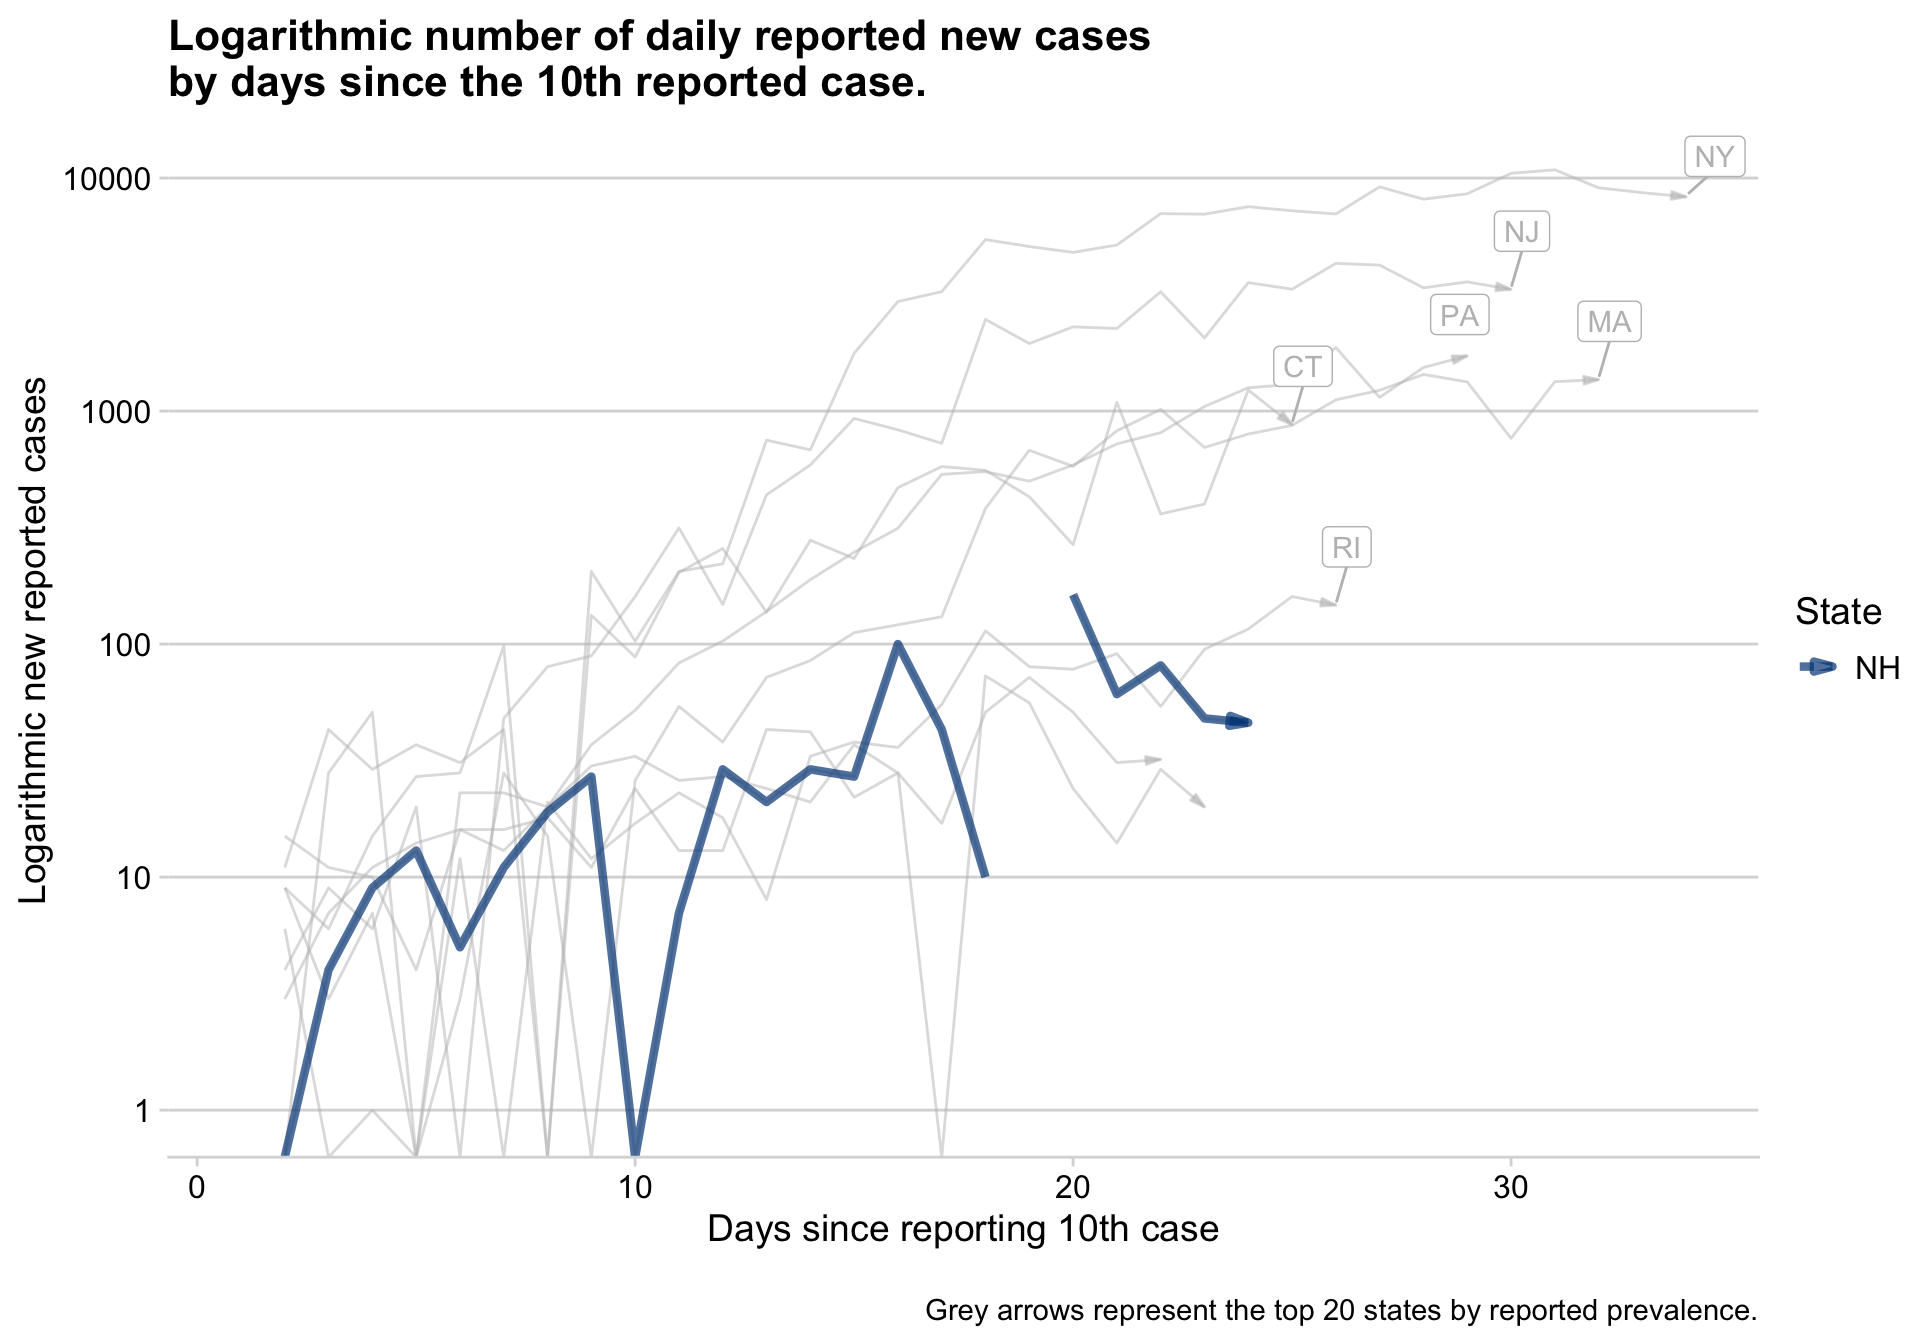 Logarithmic number of daily reported new cases
by days since the 10th reported case.
Logarithmic new reported cases
10000
1000
100
10
1
NY
NJ
PA
MA
CT
RI
State
NH
0
10
20
30
Days since reporting 10th case
Grey arrows represent the top 20 states by reported prevalence.